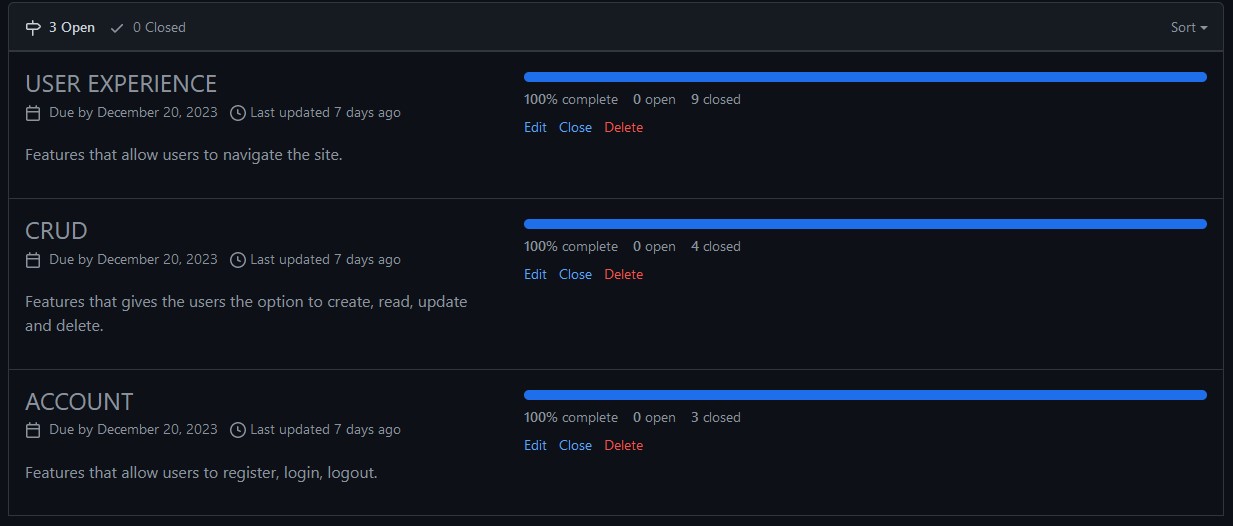 3 Open 0 Closed Sort
USER EXPERIENCE
Due by December 20, 2023 Last updated 7 days ago
Features that allow users to navigate the site.
100% complete 0 open 9 closed
Edit Close Delete
CRUD
Due by December 20, 2023 Last updated 7 days ago
Features that gives the users the option to create, read, update
and delete.
100% complete 0 open 4 closed
Edit Close Delete
ACCOUNT
Due by December 20, 2023 Last updated 7 days ago
Features that allow users to register, login, logout.
100% complete 0 open 3 closed
Edit Close Delete